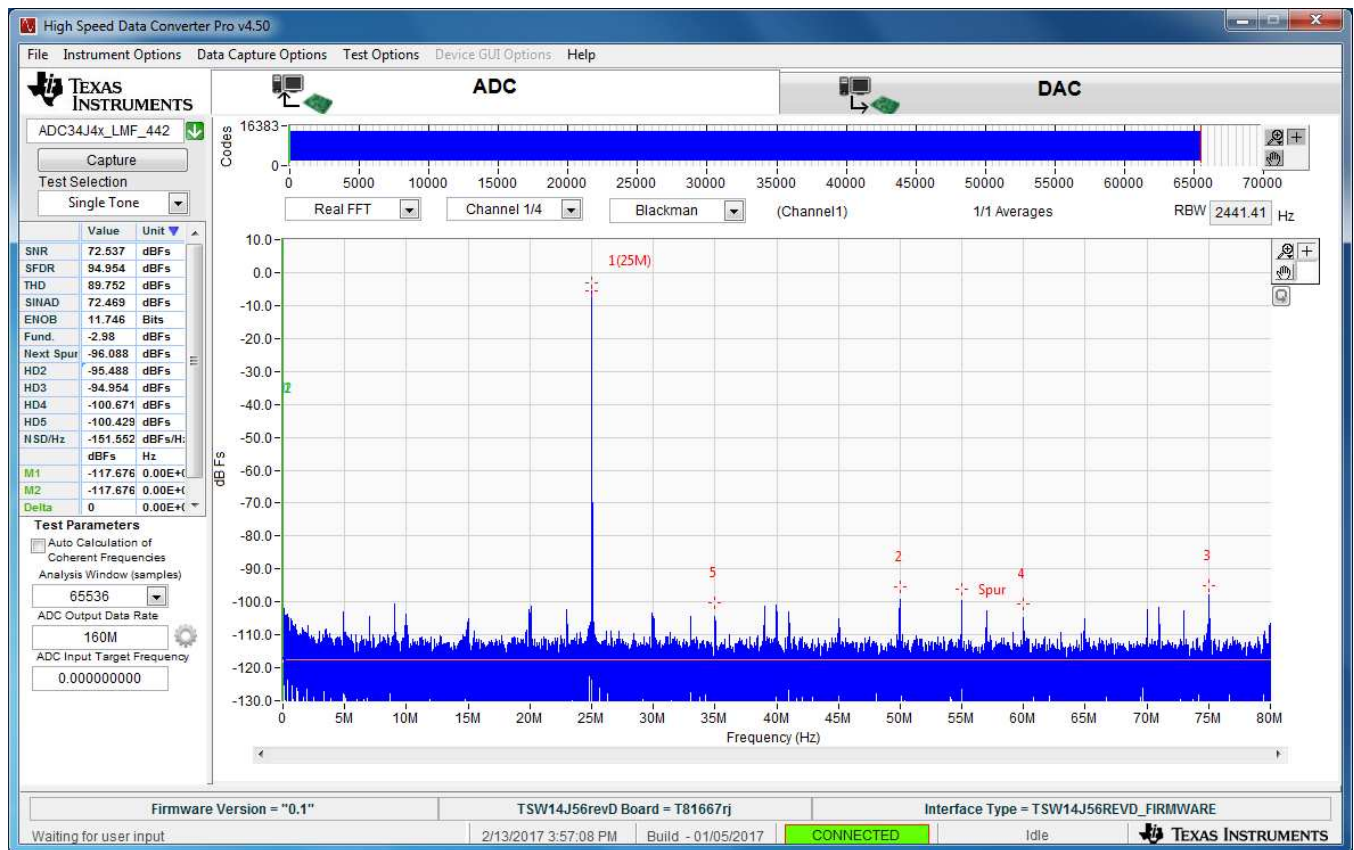 High Speed Data Converter Pro v4.50
File Instrument Options Data Capture Options Test Options Device GUI Options Help
TEXAS INSTRUMENTS
ADC
DAC
ADC34J4x_LMF_442
Capture
Test Selection
Single Tone
Value Unit
SNR 72.537 dBFs
SFDR 94.954 dBFs
THD 89.752 dBFs
SINAD 72.469 dBFs
ENOB 11.746 Bits
Fund. -2.98 dBFs
Next Spur -96.088 dBFs
HD2 -95.488 dBFs
HD3 -94.954 dBFs
HD4 -100.671 dBFs
HD5 -100.429 dBFs
NSD/Hz -151.552 dBFs/H:
dBFs Hz
M1 -117.676 0.00E+(
M2 -117.676 0.00E+(
Delta 0 0.00E+(
Test Parameters
Auto Calculation of
Coherent Frequencies
Analysis Window (samples)
65536
ADC Output Data Rate
160M
ADC Input Target Frequency
0.000000000
Codes
16383
0
0 5000 10000 15000 20000 25000 30000 35000 40000 45000 50000 55000 60000 65000 70000
Real FFT Channel 1/4 Blackman (Channel1) 1/1 Averages RBW 2441.41 Hz
dBFs
10.0
0.0
-10.0
-20.0
-30.0
-40.0
-50.0
-60.0
-70.0
-80.0
-90.0
-100.0
-110.0
-120.0
-130.0
1(25M)
2
5
2
Spur
4
3
0 5M 10M 15M 20M 25M 30M 35M 40M 45M 50M 55M 60M 65M 70M 75M 80M
Frequency (Hz)
Firmware Version = "0.1" TSW14J56revD Board = T81667rj Interface Type = TSW14J56REVD_FIRMWARE
Waiting for user input 2/13/2017 3:57:08 PM Build - 01/05/2017 CONNECTED Idle TEXAS INSTRUMENTS